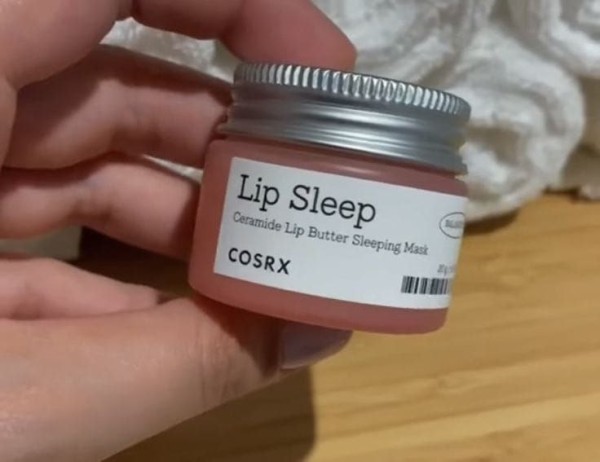 Lip Sleep
Ceramide Lip Butter Sleeping Mask
COSRX